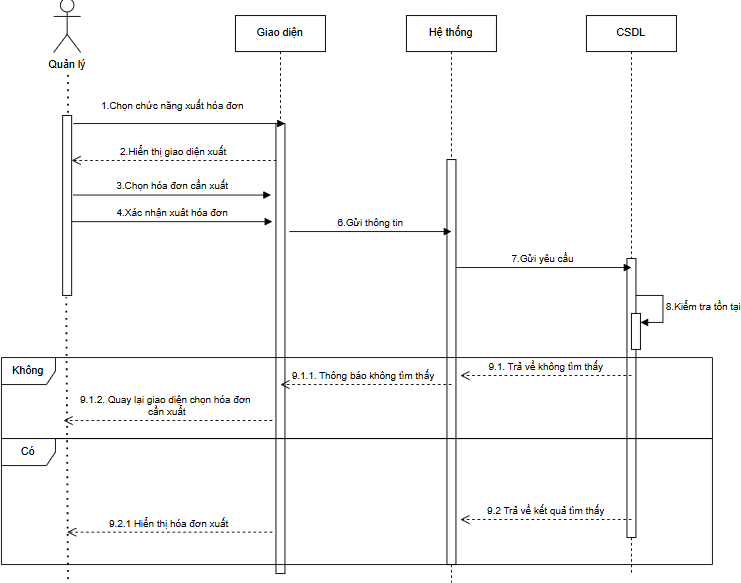 Giao diện
Hệ thống
CSDL
Quản lý
1.Chọn chức năng xuất hóa đơn
2.Hiển thị giao diện xuất
3.Chọn hóa đơn cần xuất
4.Xác nhận xuất hóa đơn
6.Gửi thông tin
7.Gửi yêu cầu
8.Kiểm tra tồn tại
Không
9.1. Trả về không tìm thấy
9.1.1. Thông báo không tìm thấy
9.1.2. Quay lại giao diện chọn hóa đơn
cần xuất
Có
9.2 Trả về kết quả tìm thấy
9.2.1 Hiển thị hóa đơn xuất